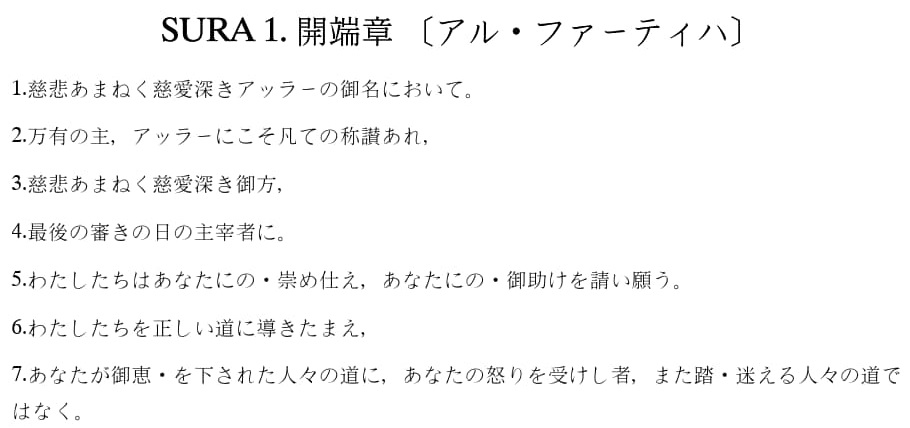 SURA 1. 開端章 〔アル・ファーティハ〕
1.慈悲あまねく慈愛深きアッラーの御名において。
2.万有の主，アッラーにこそ凡ての称讃あれ，
3.慈悲あまねく慈愛深き御方，
4.最後の審きの日の主宰者に。
5.わたしたちはあなたにの・崇め仕え，あなたにの・御助けを請い願う。
6.わたしたちを正しい道に導きたまえ，
7.あなたが御恵・を下された人々の道に，あなたの怒りを受けし者，また踏・迷える人々の道で
はなく。